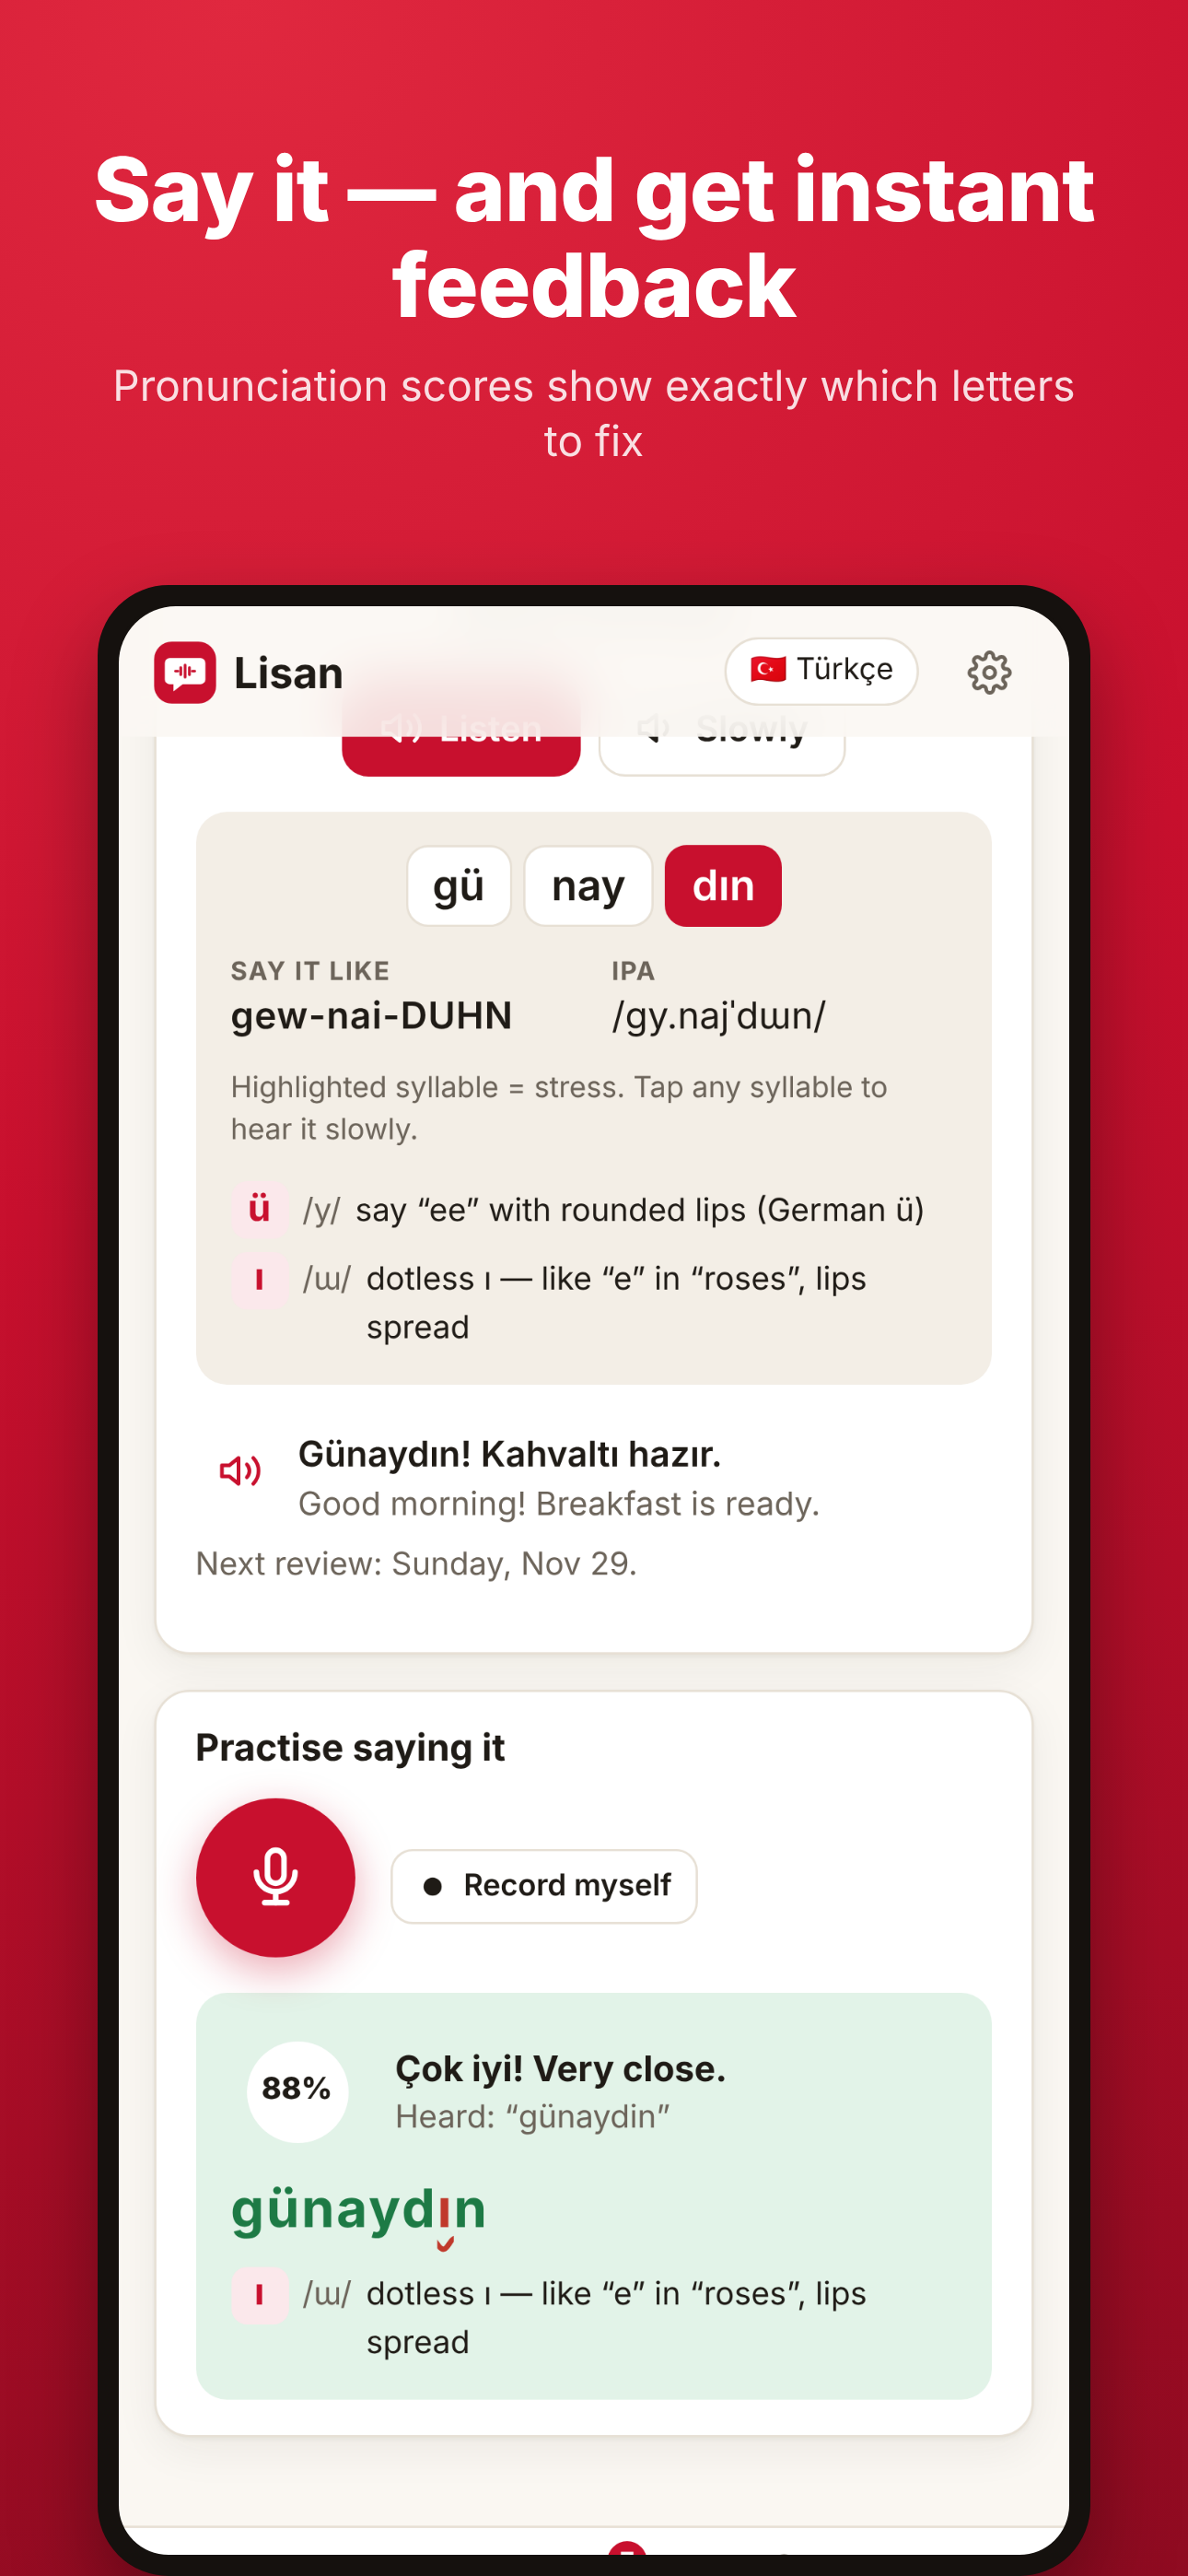 Say it — and get instant
feedback
Pronunciation scores show exactly which letters
to fix
Lisan
🇹🇷 Türkçe
Listen
Slowly
gü nay dın
SAY IT LIKE
gew-nai-DUHN
IPA
/ɡy.najˈdɯn/
Highlighted syllable = stress. Tap any syllable to
hear it slowly.
ü /y/ say “ee” with rounded lips (German ü)
ı /ɯ/ dotless ı — like “e” in “roses”, lips
spread
Günaydın! Kahvaltı hazır.
Good morning! Breakfast is ready.
Next review: Sunday, Nov 29.
Practise saying it
Record myself
88%
Çok iyi! Very close.
Heard: “günaydin”
günaydın
ı /ɯ/ dotless ı — like “e” in “roses”, lips
spread